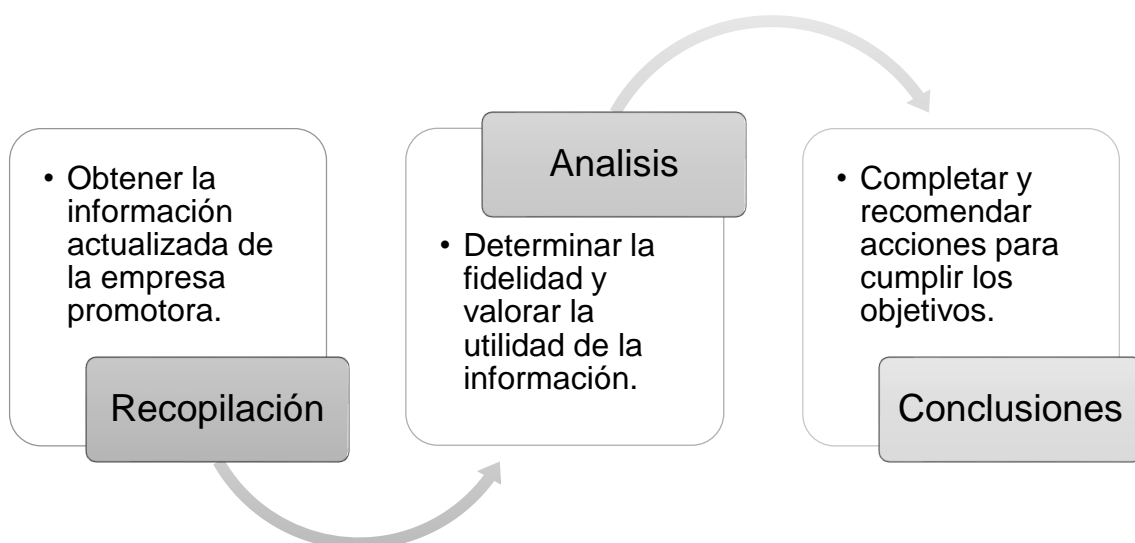 • Obtener la
información
actualizada de
la empresa
promotora.
Recopilación
Analisis
• Determinar la
fidelidad y
valorar la
utilidad de la
información.
• Completar y
recomendar
acciones para
cumplir los
objetivos.
Conclusiones